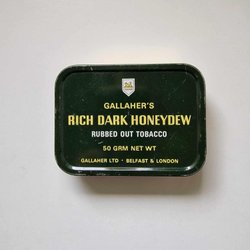 GALLAHER'S
RICH DARK HONEYDEW
RUBBED OUT TOBACCO
50 GRM NET WT
GALLAHER LTD · BELFAST & LONDON